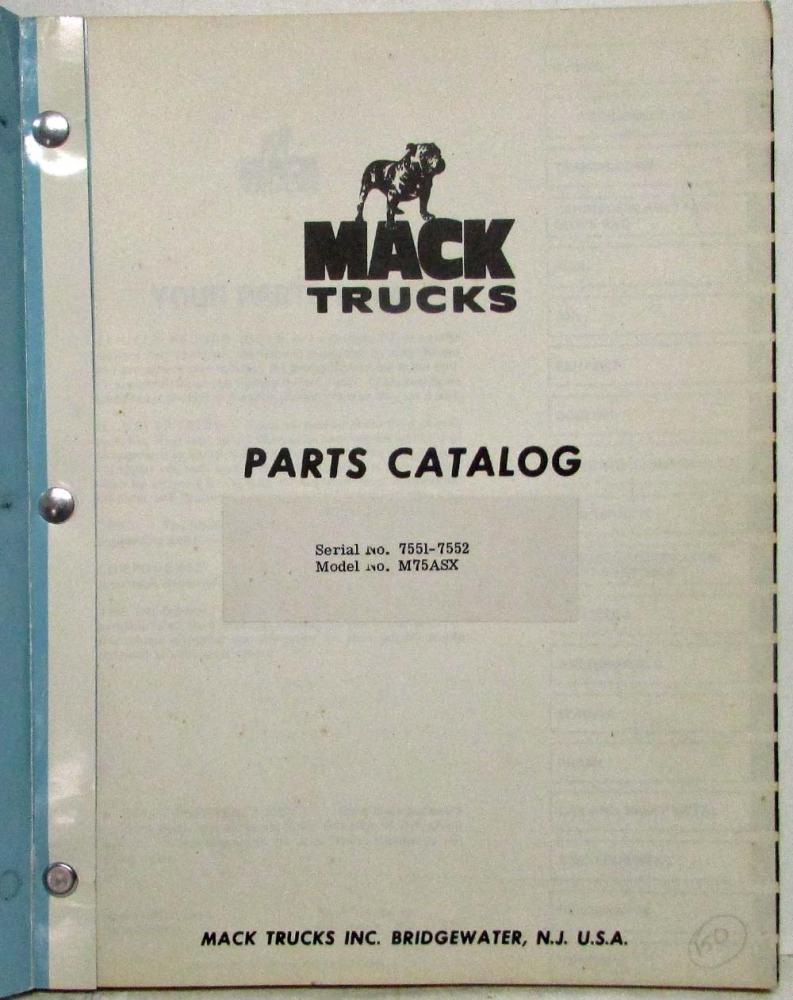 MACK
TRUCKS
PARTS CATALOG
Serial No. 7551-7552
Model No. M75ASX
MACK TRUCKS INC. BRIDGEWATER, N.J. U.S.A.
150